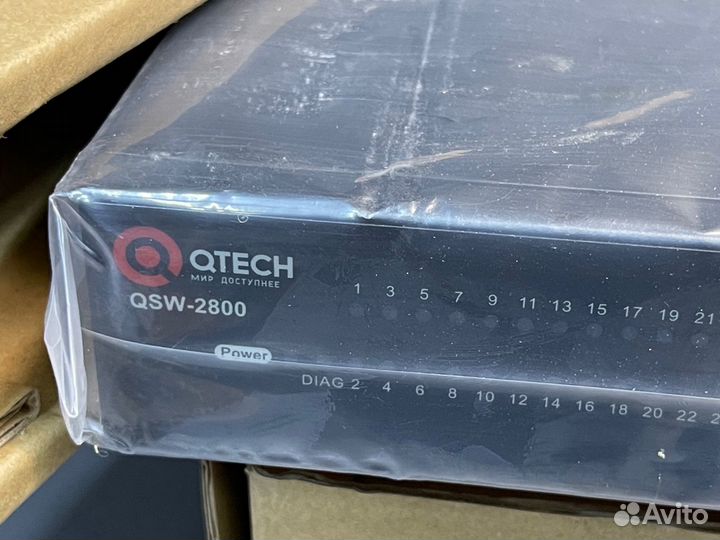 QTECH
МИР ДОСТУПНЕЕ
QSW-2800
1 3 5 7 9 11 13 15 17 19 21
Power
DIAG 2 4 6 8 10 12 14 16 18 20 22
Avito